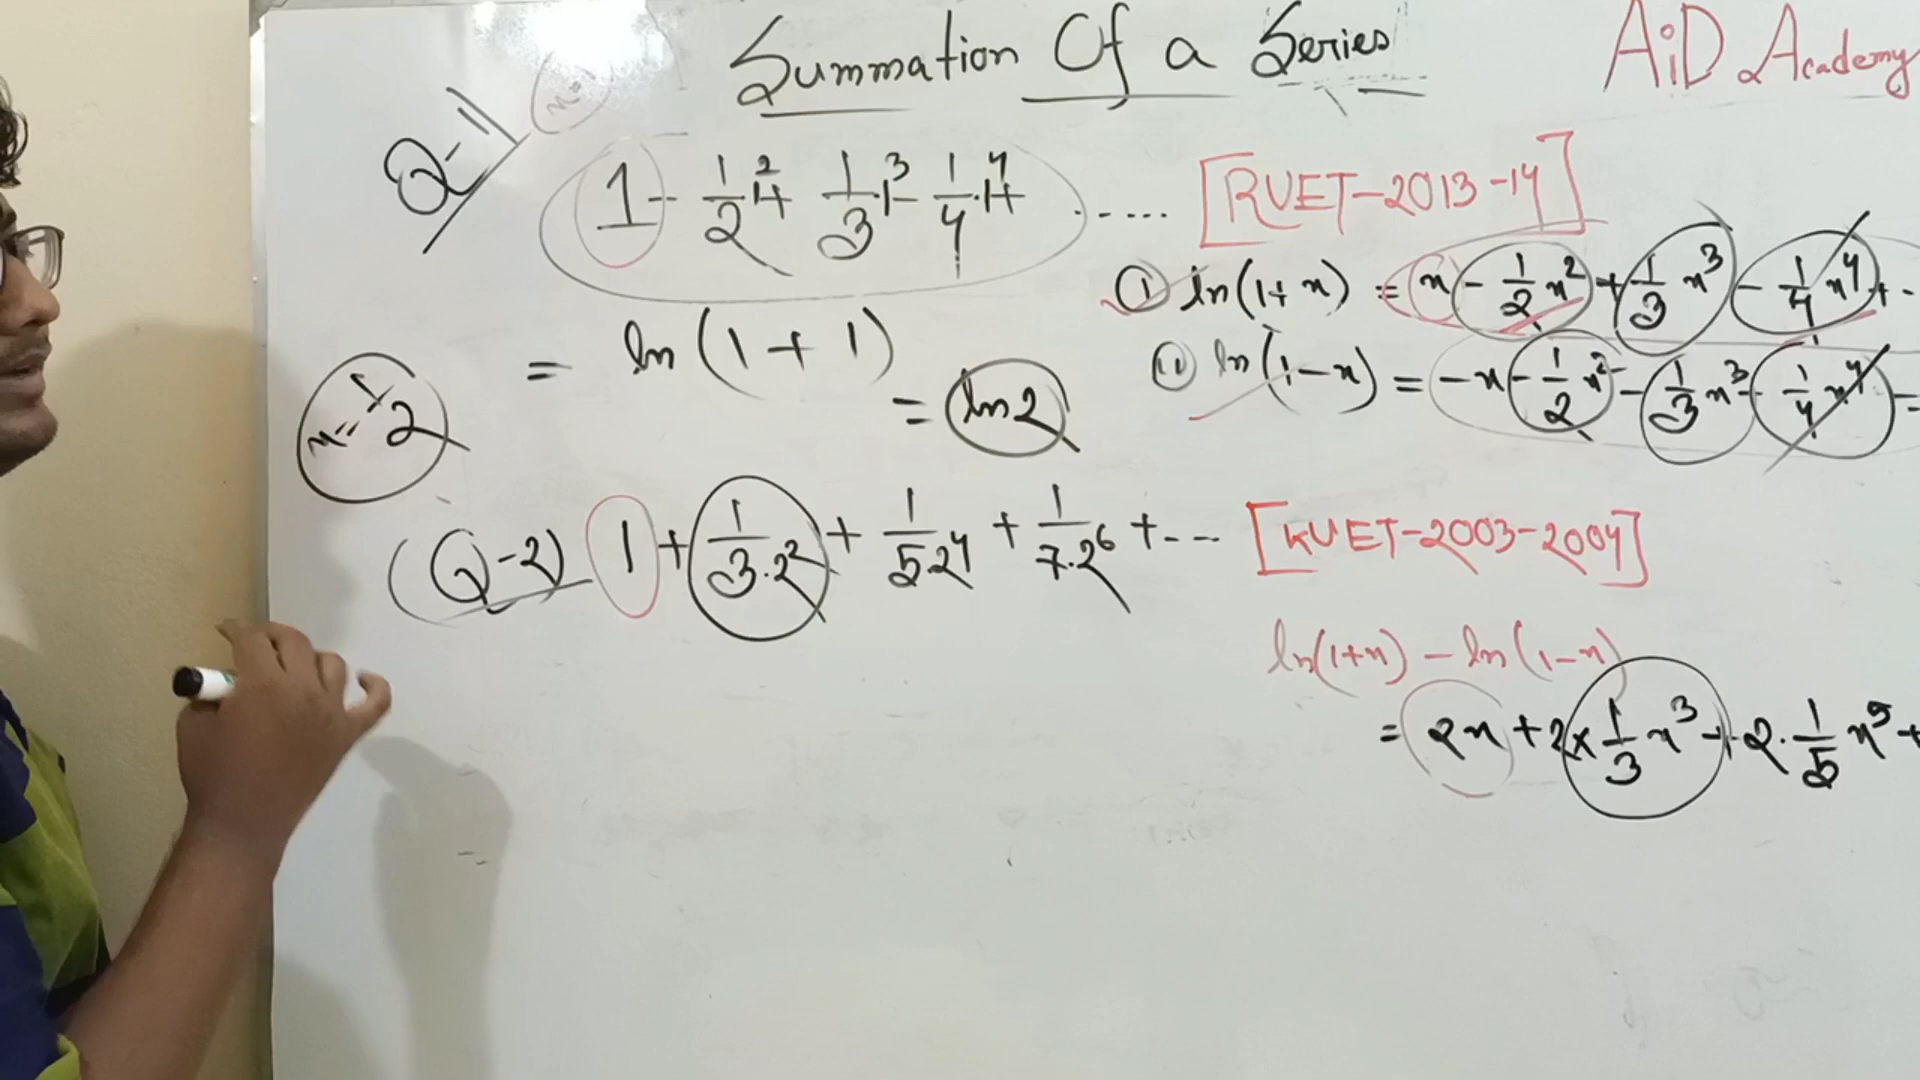 Summation Of a Series
AiD Academy
Q-1
1 - 1/2·1² + 1/3·1³ - 1/4·1⁴ + ...... [RUET-2013-14]
① ln(1+x) = x - 1/2 x² + 1/3 x³ - 1/4 x⁴ + ..
= ln(1+1)
② ln(1-x) = -x - 1/2 x² - 1/3 x³ - 1/4 x⁴ -
= ln2
x = 1/2
(Q-2) 1 + 1/3·2² + 1/5·2⁴ + 1/7·2⁶ + --- [KUET-2003-2004]
ln(1+x) - ln(1-x)
= 2x + 2×1/3 x³ + 2·1/5 x⁵ +